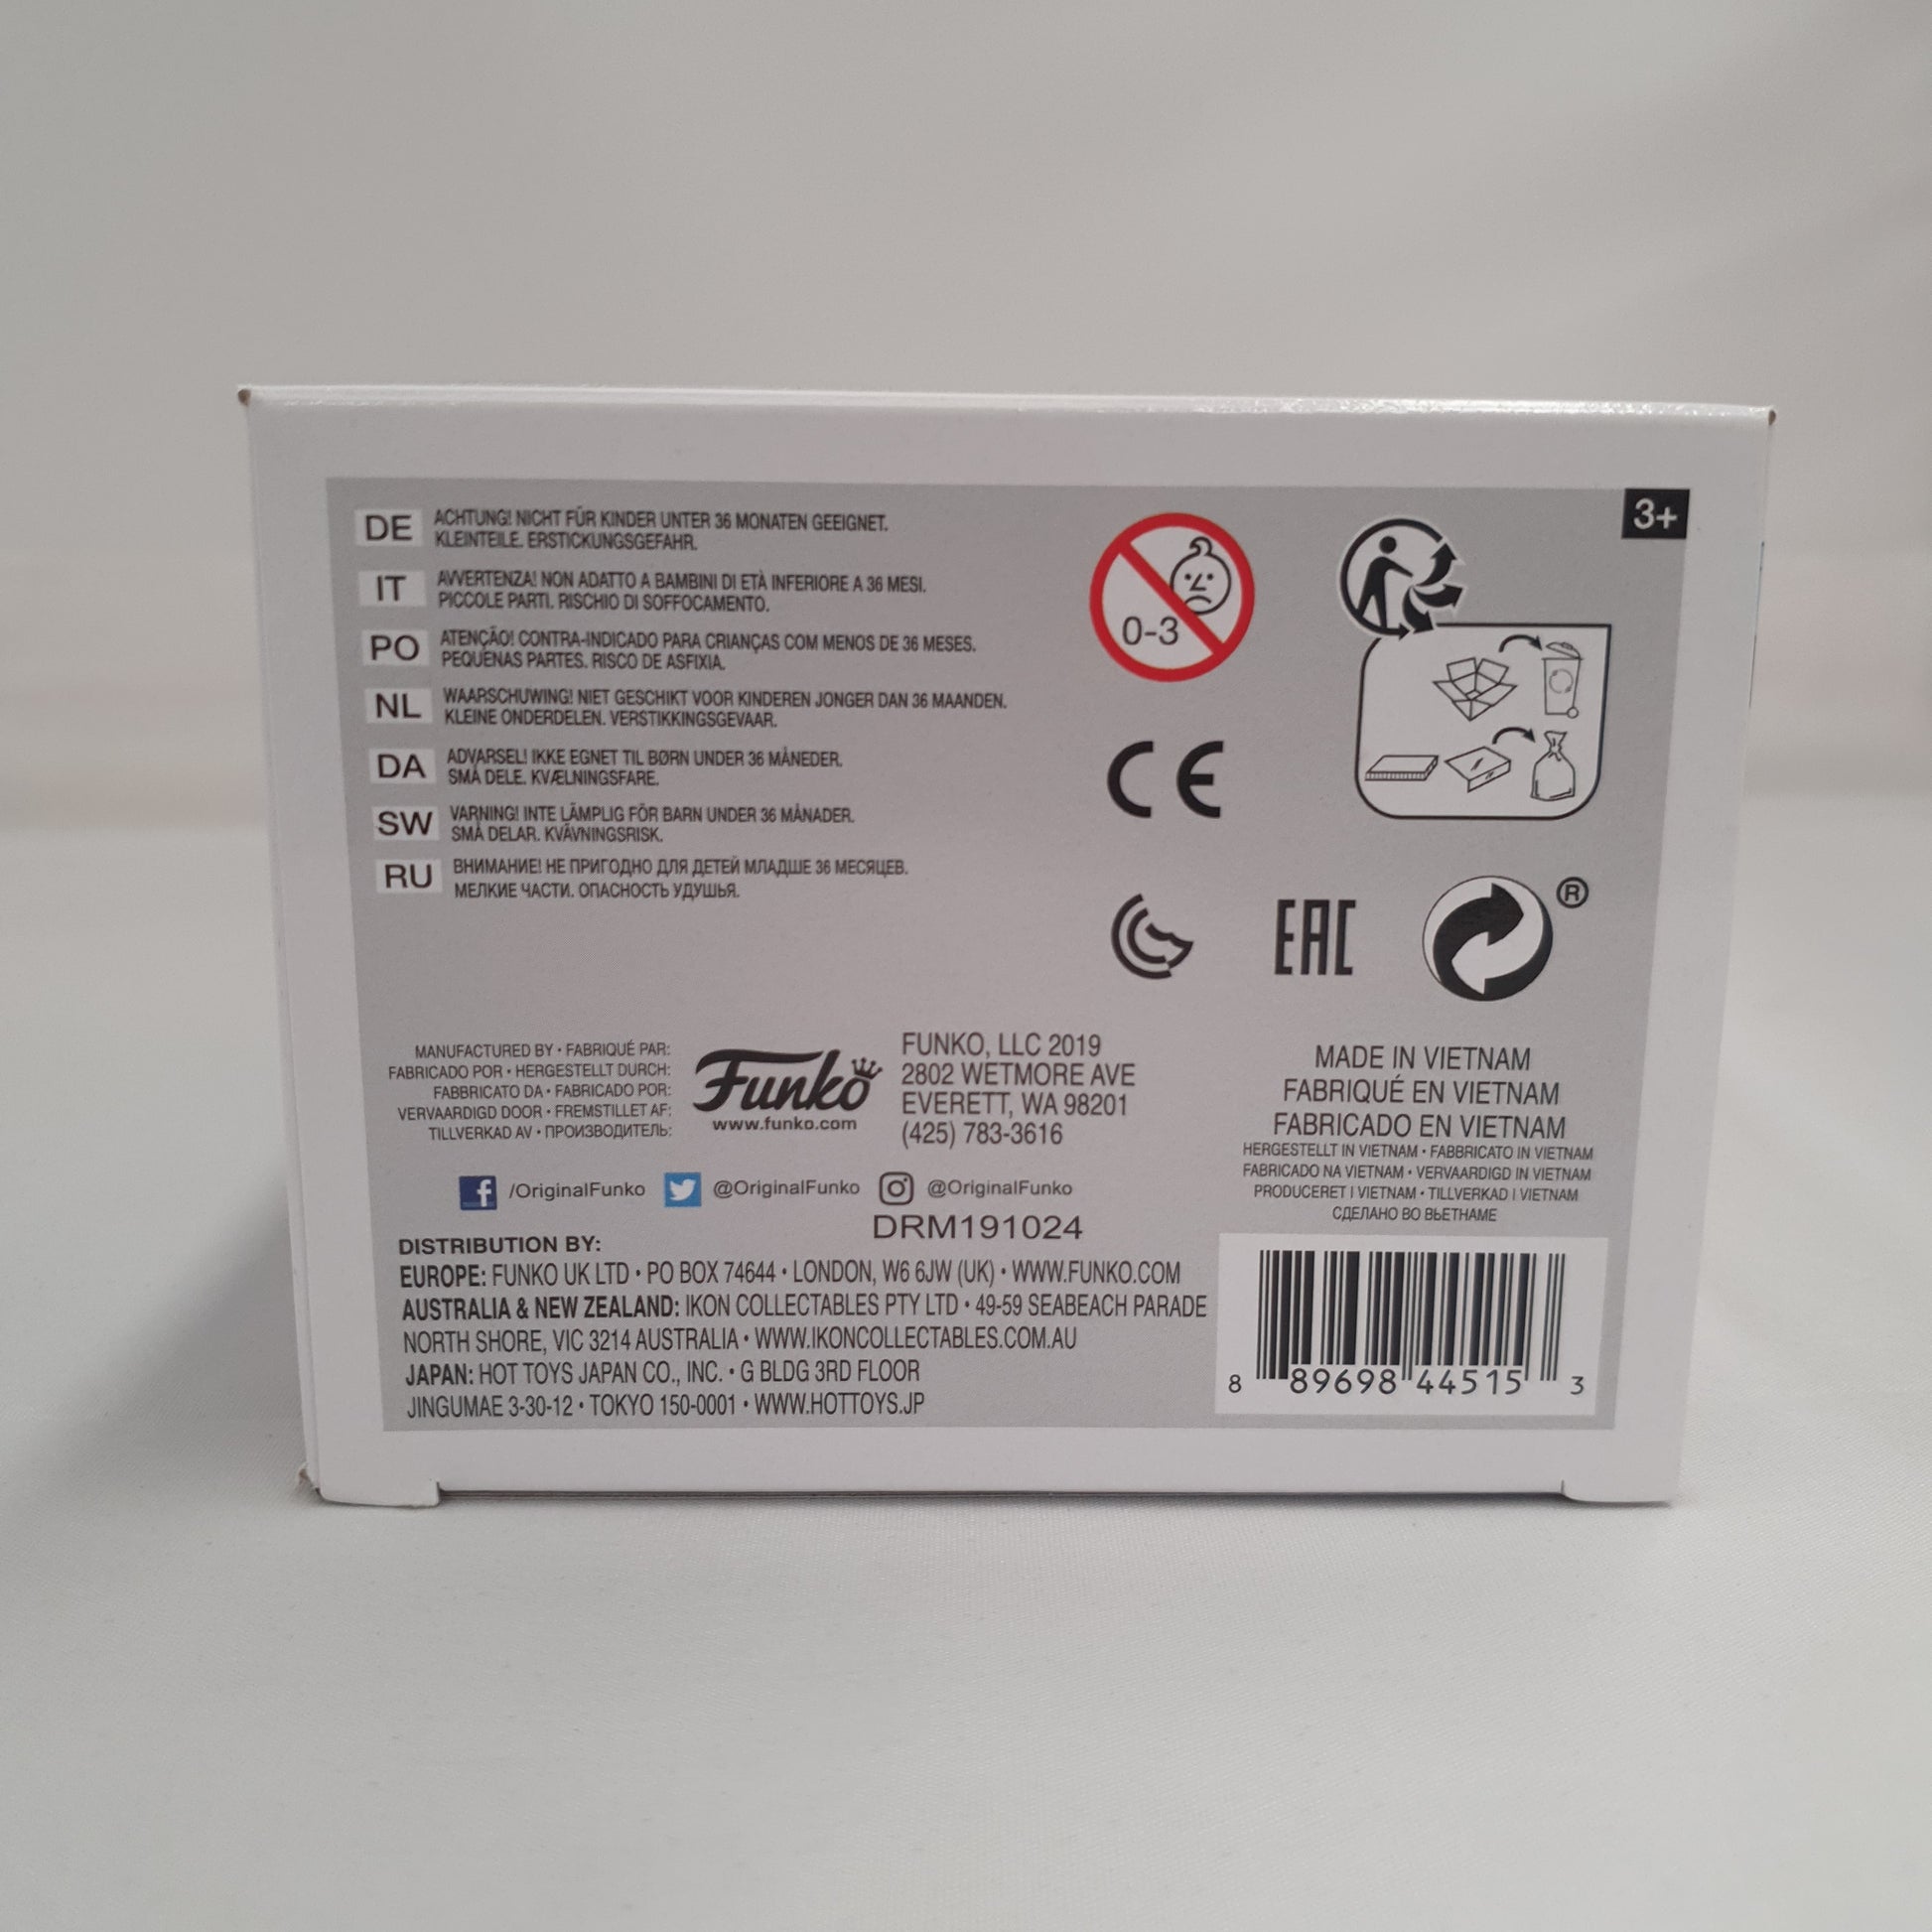 3+
DE
ACHTUNG! NICHT FÜR KINDER UNTER 36 MONATEN GEEIGNET.
KLEINTEILE. ERSTICKUNGSGEFAHR.
IT
AVVERTENZA! NON ADATTO A BAMBINI DI ETÀ INFERIORE A 36 MESI.
PICCOLE PARTI. RISCHIO DI SOFFOCAMENTO.
PO
ATENÇÃO! CONTRA-INDICADO PARA CRIANÇAS COM MENOS DE 36 MESES.
PEQUENAS PARTES. RISCO DE ASFIXIA.
NL
WAARSCHUWING! NIET GESCHIKT VOOR KINDEREN JONGER DAN 36 MAANDEN.
KLEINE ONDERDELEN. VERSTIKKINGSGEVAAR.
DA
ADVARSEL! IKKE EGNET TIL BØRN UNDER 36 MÅNEDER.
SMÅ DELE. KVÆLNINGSFARE.
SW
VARNING! INTE LÄMPLIG FÖR BARN UNDER 36 MÅNADER.
SMÅ DELAR. KVÄVNINGSRISK.
RU
ВНИМАНИЕ! НЕ ПРИГОДНО ДЛЯ ДЕТЕЙ МЛАДШЕ 36 МЕСЯЦЕВ.
МЕЛКИЕ ЧАСТИ. ОПАСНОСТЬ УДУШЬЯ.
0-3
CE
EAC
®
MANUFACTURED BY • FABRIQUÉ PAR:
FABRICADO POR • HERGESTELLT DURCH:
FABBRICATO DA • FABRICADO POR:
VERVAARDIGD DOOR • FREMSTILLET AF:
TILLVERKAD AV • ПРОИЗВОДИТЕЛЬ:
Funko
www.funko.com
FUNKO, LLC 2019
2802 WETMORE AVE
EVERETT, WA 98201
(425) 783-3616
MADE IN VIETNAM
FABRIQUÉ EN VIETNAM
FABRICADO EN VIETNAM
HERGESTELLT IN VIETNAM • FABBRICATO IN VIETNAM
FABRICADO NA VIETNAM • VERVAARDIGD IN VIETNAM
PRODUCERET I VIETNAM • TILLVERKAD I VIETNAM
СДЕЛАНО ВО ВЬЕТНАМЕ
f /OriginalFunko @OriginalFunko @OriginalFunko
DRM191024
DISTRIBUTION BY:
EUROPE: FUNKO UK LTD • PO BOX 74644 • LONDON, W6 6JW (UK) • WWW.FUNKO.COM
AUSTRALIA & NEW ZEALAND: IKON COLLECTABLES PTY LTD • 49-59 SEABEACH PARADE
NORTH SHORE, VIC 3214 AUSTRALIA • WWW.IKONCOLLECTABLES.COM.AU
JAPAN: HOT TOYS JAPAN CO., INC. • G BLDG 3RD FLOOR
JINGUMAE 3-30-12 • TOKYO 150-0001 • WWW.HOTTOYS.JP
8 89698 44515 3